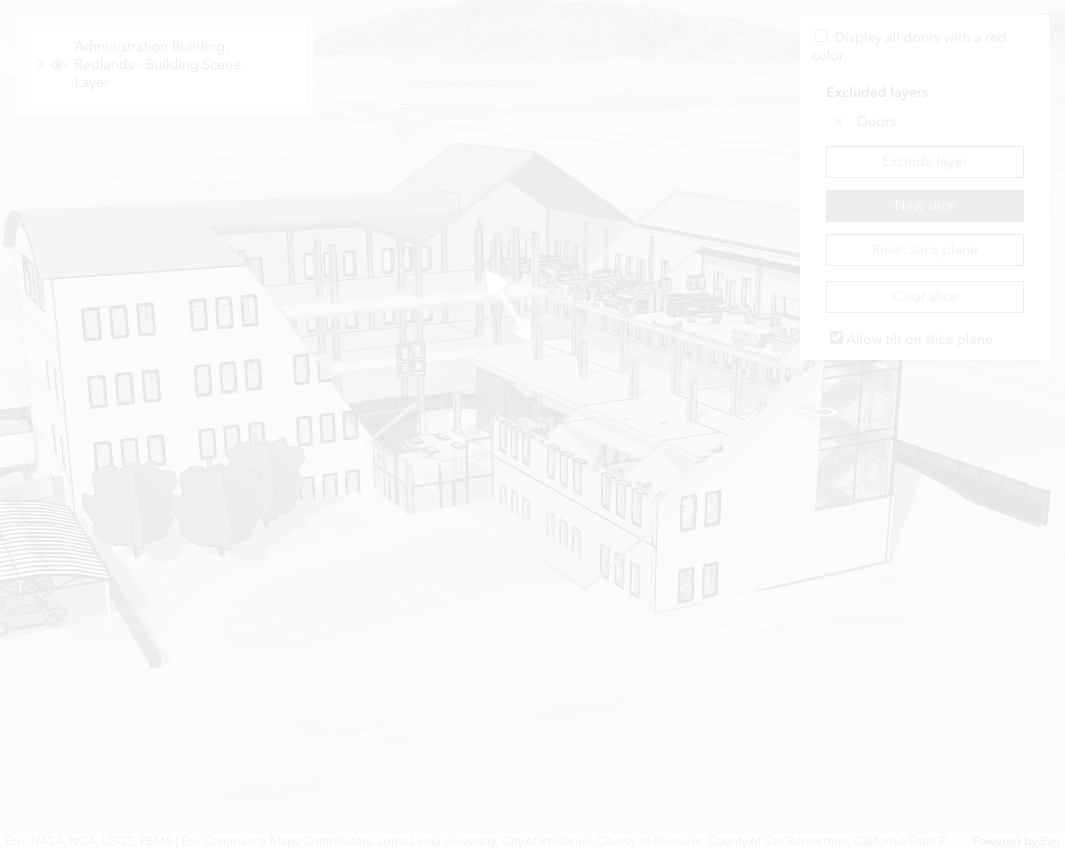 Administration Building,
Redlands - Building Scene
Layer
Display all doors with a red
color
Excluded layers
Doors
Exclude layer
New slice
Reset slice plane
Clear slice
Allow tilt on slice plane
Esri, NASA, NGA, USGS, FEMA | Esri Community Maps Contributors, Loma Linda University, City of Redlands, County of Riverside, County of San Bernardino, California State P... Powered by Esri